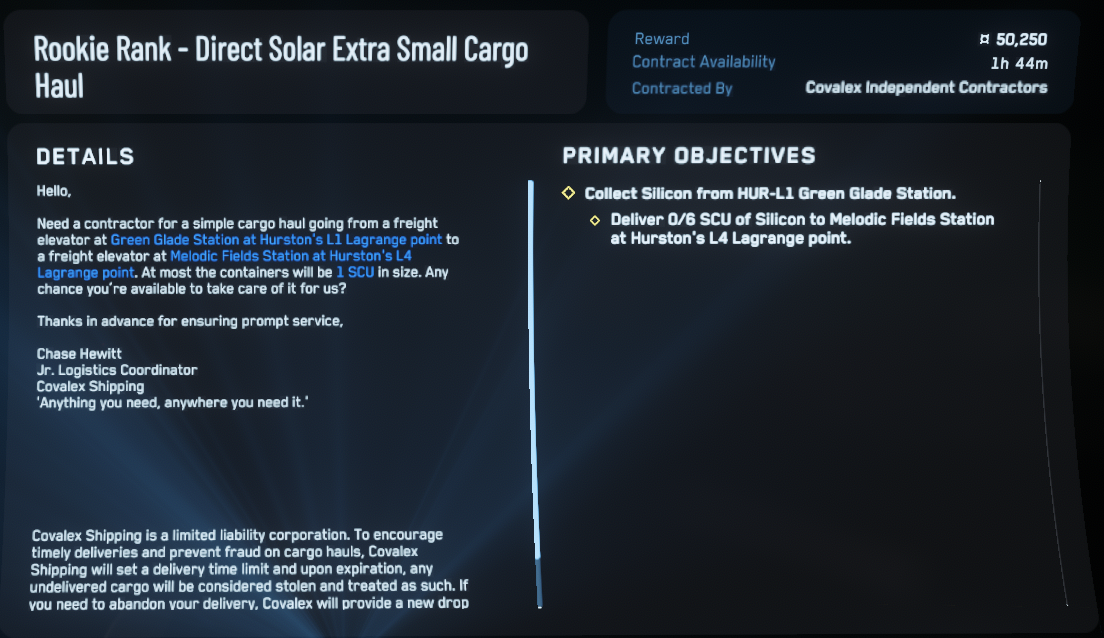 Rookie Rank - Direct Solar Extra Small Cargo
Haul
Reward ¤ 50,250
Contract Availability 1h 44m
Contracted By Covalex Independent Contractors
DETAILS
Hello,
Need a contractor for a simple cargo haul going from a freight
elevator at Green Glade Station at Hurston's L1 Lagrange point to
a freight elevator at Melodic Fields Station at Hurston's L4
Lagrange point. At most the containers will be 1 SCU in size. Any
chance you're available to take care of it for us?
Thanks in advance for ensuring prompt service,
Chase Hewitt
Jr. Logistics Coordinator
Covalex Shipping
'Anything you need, anywhere you need it.'
Covalex Shipping is a limited liability corporation. To encourage
timely deliveries and prevent fraud on cargo hauls, Covalex
Shipping will set a delivery time limit and upon expiration, any
undelivered cargo will be considered stolen and treated as such. If
you need to abandon your delivery, Covalex will provide a new drop
PRIMARY OBJECTIVES
Collect Silicon from HUR-L1 Green Glade Station.
Deliver 0/6 SCU of Silicon to Melodic Fields Station
at Hurston's L4 Lagrange point.